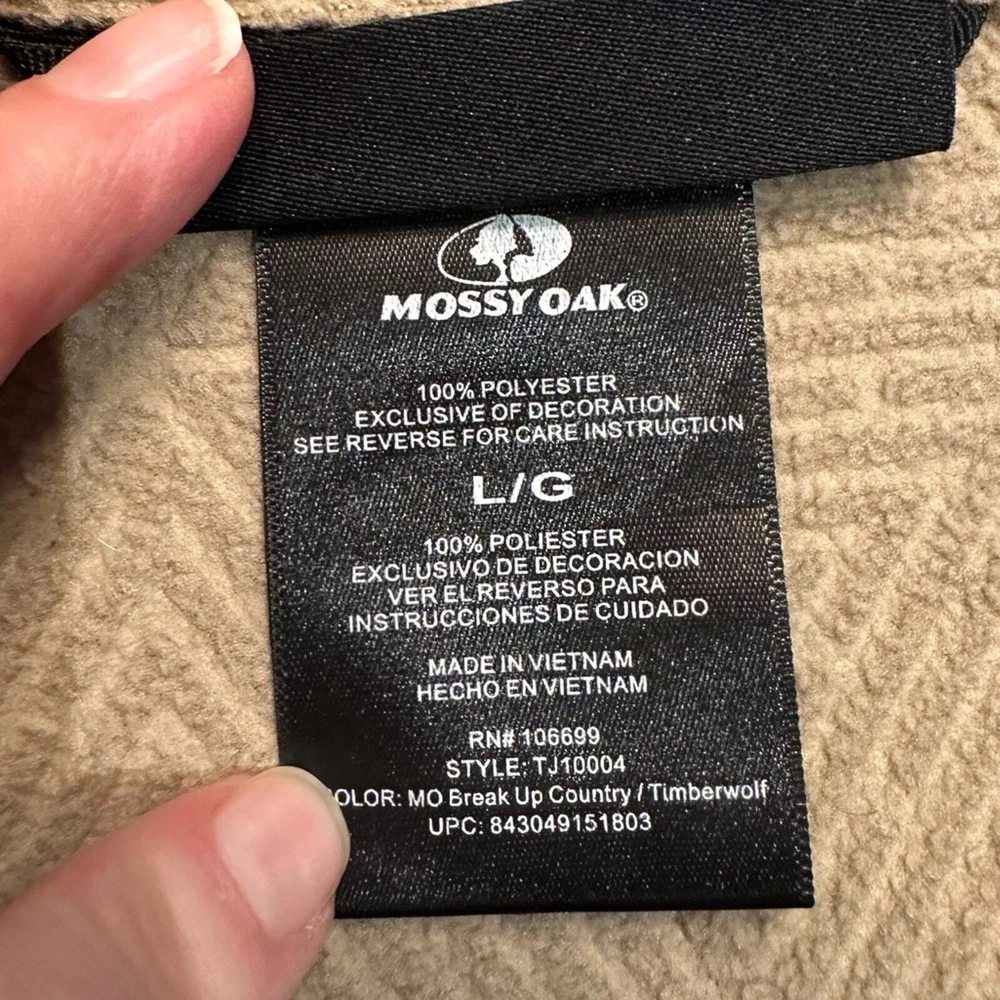 MOSSY OAK®
100% POLYESTER
EXCLUSIVE OF DECORATION
SEE REVERSE FOR CARE INSTRUCTION
L/G
100% POLIESTER
EXCLUSIVO DE DECORACION
VER EL REVERSO PARA
INSTRUCCIONES DE CUIDADO
MADE IN VIETNAM
HECHO EN VIETNAM
RN# 106699
STYLE: TJ10004
OLOR: MO Break Up Country / Timberwolf
UPC: 843049151803